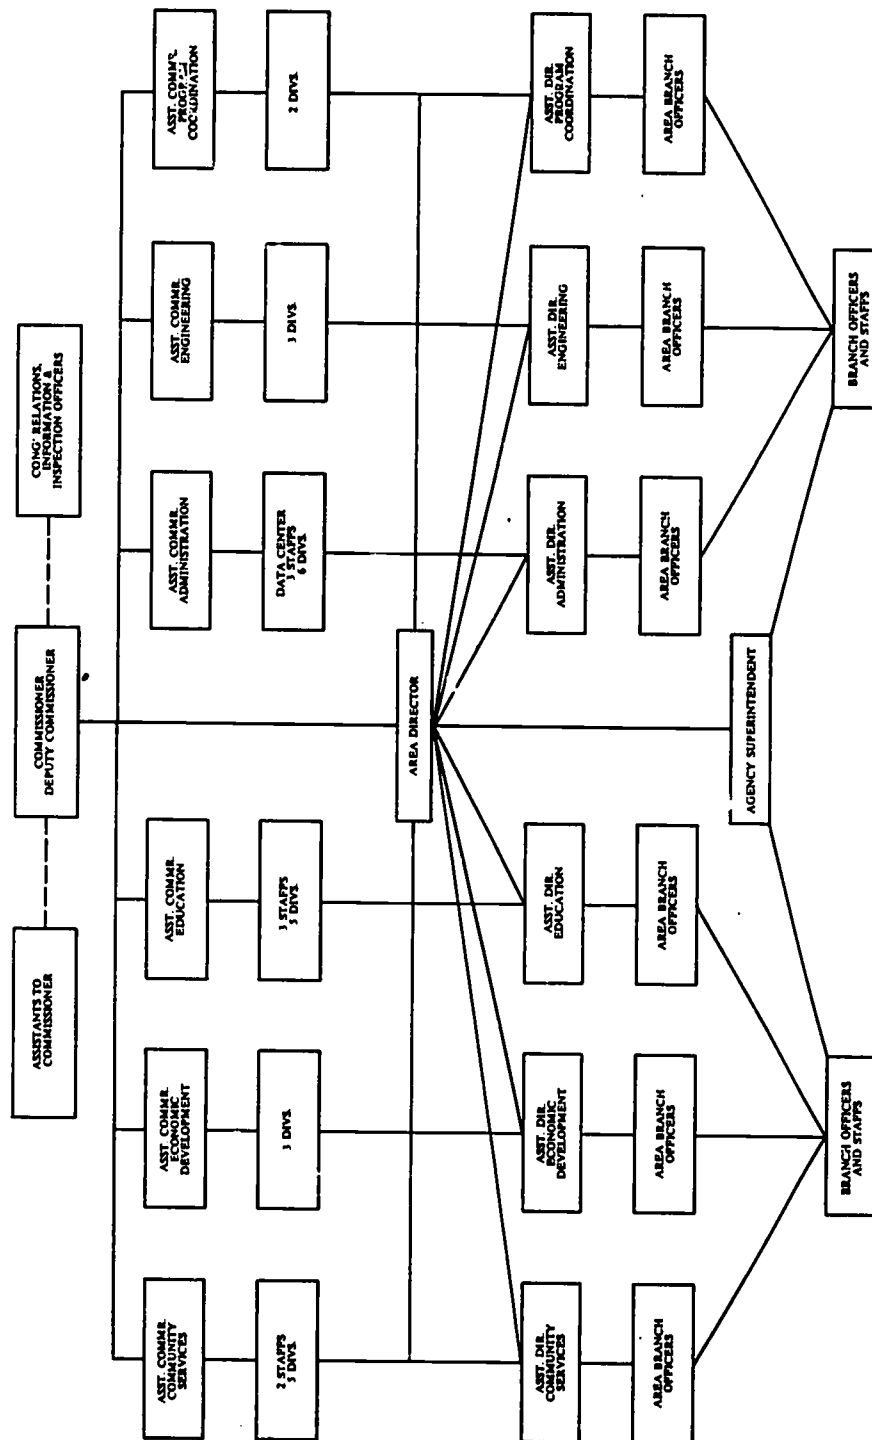 ASSISTANTS TO
COMMISSIONER
COMMISSIONER
DEPUTY COMMISSIONER
CONG' RELATIONS,
INFORMATION &
INSPECTION OFFICERS
ASST. COMMR.
COMMUNITY
SERVICES
ASST. COMMR.
ECONOMIC
DEVELOPMENT
ASST. COMMR.
EDUCATION
ASST. COMMR.
ADMINISTRATION
ASST. COMMR.
ENGINEERING
ASST. COMMR.
PROGRAM
COORDINATION
2 STAFFS
5 DIVS.
3 DIVS.
3 STAFFS
5 DIVS.
DATA CENTER
3 STAFFS
6 DIVS.
3 DIVS.
2 DIVS.
AREA DIRECTOR
ASST. DIR.
COMMUNITY
SERVICES
ASST. DIR.
ECONOMIC
DEVELOPMENT
ASST. DIR.
EDUCATION
ASST. DIR.
ADMINISTRATION
ASST. DIR.
ENGINEERING
ASST. DIR.
PROGRAM
COORDINATION
AREA BRANCH
OFFICERS
AREA BRANCH
OFFICERS
AREA BRANCH
OFFICERS
AREA BRANCH
OFFICERS
AREA BRANCH
OFFICERS
AREA BRANCH
OFFICERS
AGENCY SUPERINTENDENT
BRANCH OFFICERS
AND STAFFS
BRANCH OFFICERS
AND STAFFS